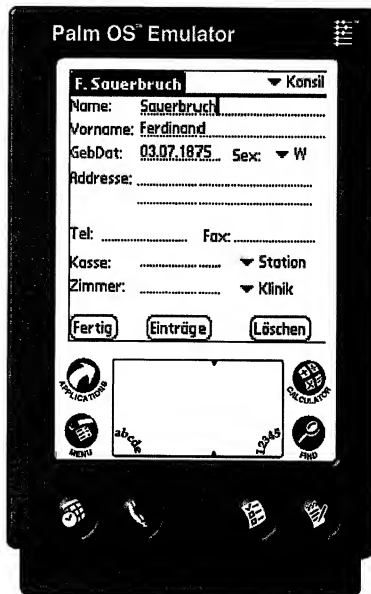 Palm OS™ Emulator
F. Sauerbruch ▼ Konsil
Name: Sauerbruch
Vorname: Ferdinand
GebDat: 03.07.1875 Sex: ▼ W
Addresse:
Tel: Fax:
Kasse: ▼ Station
Zimmer: ▼ Klinik
Fertig Einträge Löschen
APPLICATIONS CALCULATOR
abcde 12345
MENU FIND